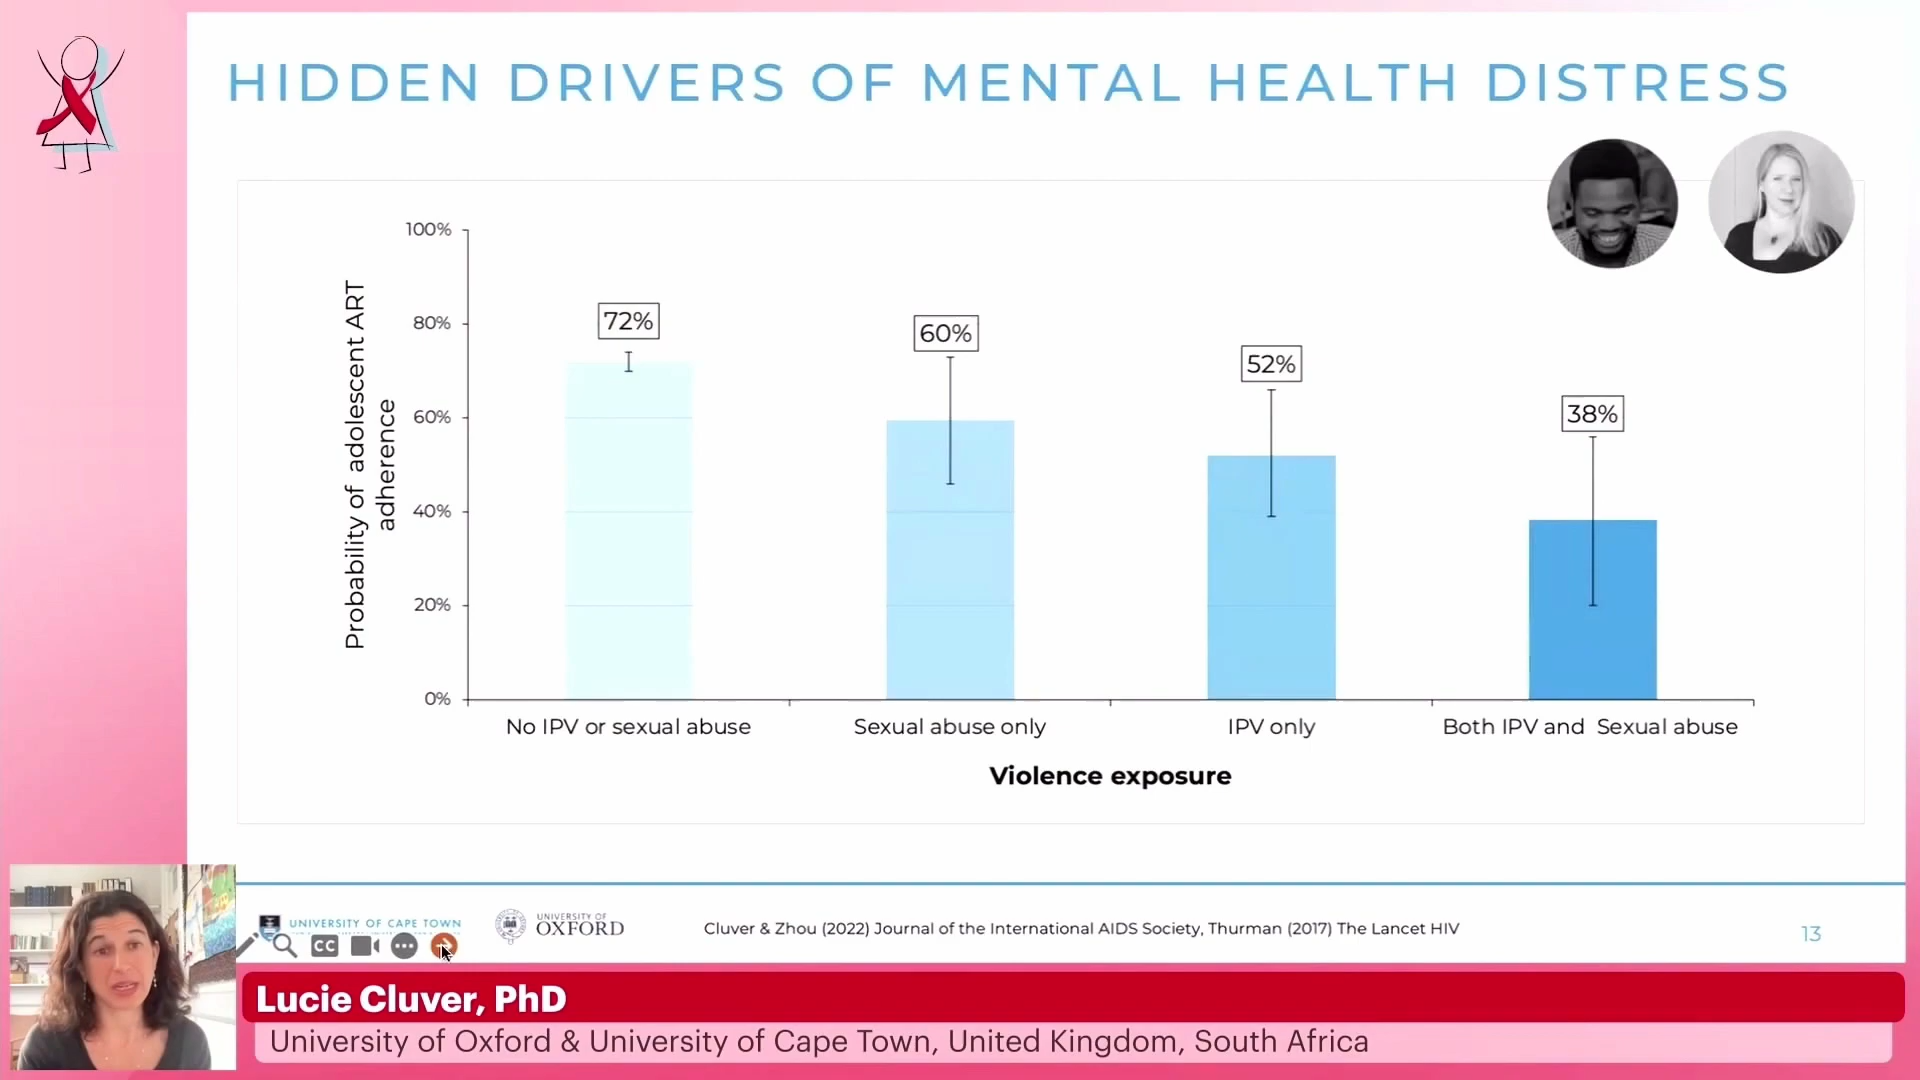 HIDDEN DRIVERS OF MENTAL HEALTH DISTRESS
Probability of adolescent ART
adherence
100%
80%
60%
40%
20%
0%
72%
60%
52%
38%
No IPV or sexual abuse
Sexual abuse only
IPV only
Both IPV and Sexual abuse
Violence exposure
UNIVERSITY OF CAPE TOWN
UNIVERSITY OF
OXFORD
Cluver & Zhou (2022) Journal of the International AIDS Society, Thurman (2017) The Lancet HIV
13
CC
Lucie Cluver, PhD
University of Oxford & University of Cape Town, United Kingdom, South Africa